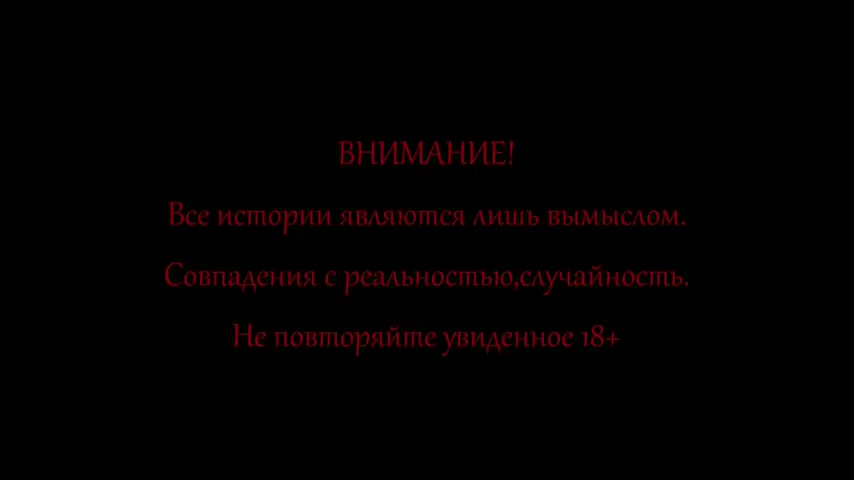 ВНИМАНИЕ!
Все истории являются лишь вымыслом.
Совпадения с реальностью,случайность.
Не повторяйте увиденное 18+